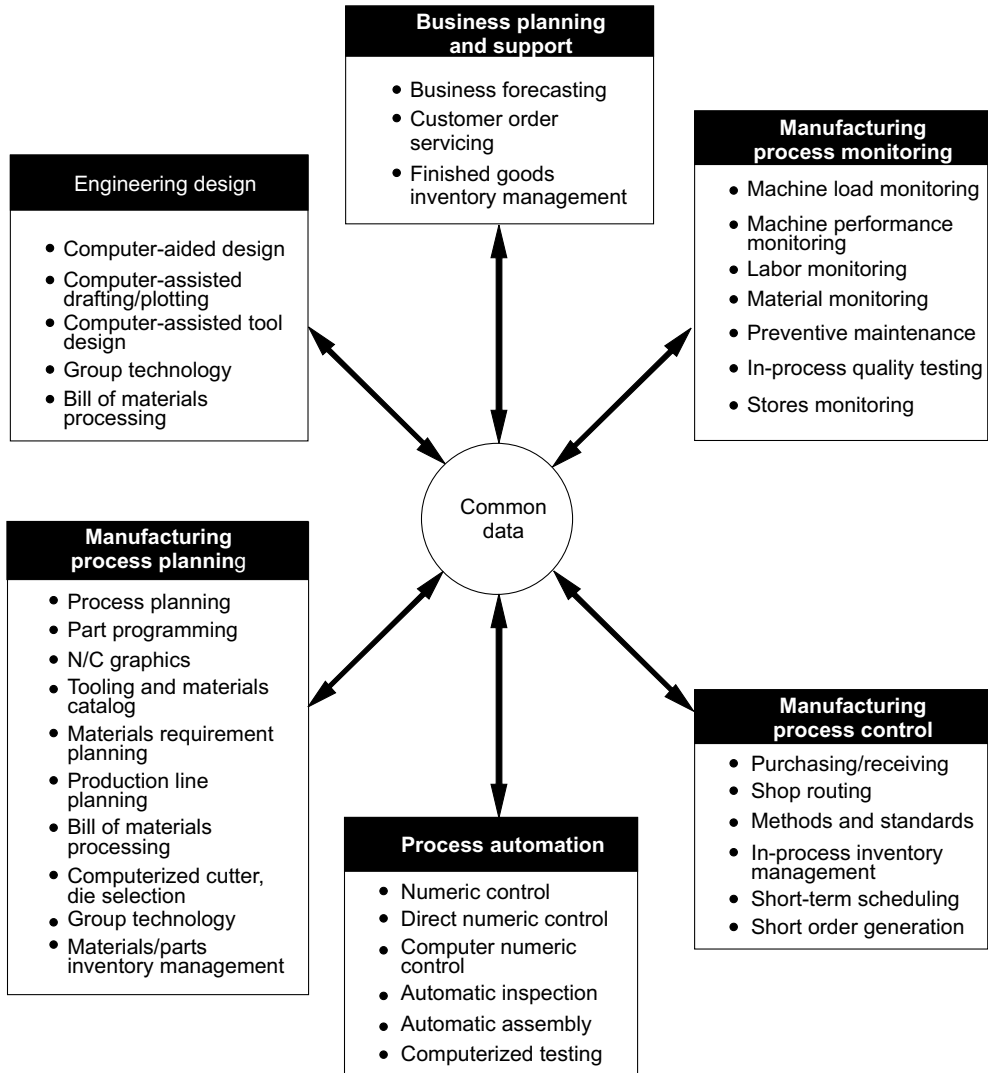 Business planning
and support
• Business forecasting
• Customer order
servicing
• Finished goods
inventory management
Manufacturing
process monitoring
• Machine load monitoring
• Machine performance
monitoring
• Labor monitoring
• Material monitoring
• Preventive maintenance
• In-process quality testing
• Stores monitoring
Engineering design
• Computer-aided design
• Computer-assisted
drafting/plotting
• Computer-assisted tool
design
• Group technology
• Bill of materials
processing
Common
data
Manufacturing
process planning
• Process planning
• Part programming
• N/C graphics
• Tooling and materials
catalog
• Materials requirement
planning
• Production line
planning
• Bill of materials
processing
• Computerized cutter,
die selection
• Group technology
• Materials/parts
inventory management
Process automation
• Numeric control
• Direct numeric control
• Computer numeric
control
• Automatic inspection
• Automatic assembly
• Computerized testing
Manufacturing
process control
• Purchasing/receiving
• Shop routing
• Methods and standards
• In-process inventory
management
• Short-term scheduling
• Short order generation